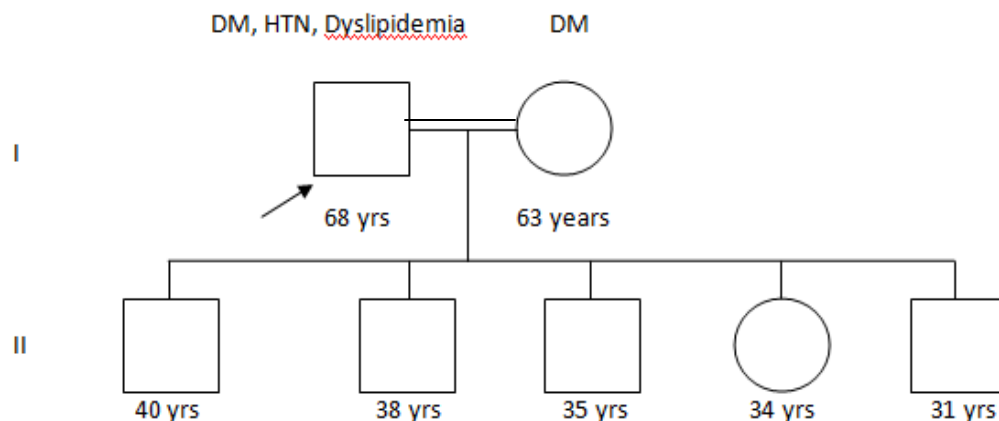 DM, HTN, Dyslipidemia DM
I
68 yrs 63 years
II
40 yrs 38 yrs 35 yrs 34 yrs 31 yrs